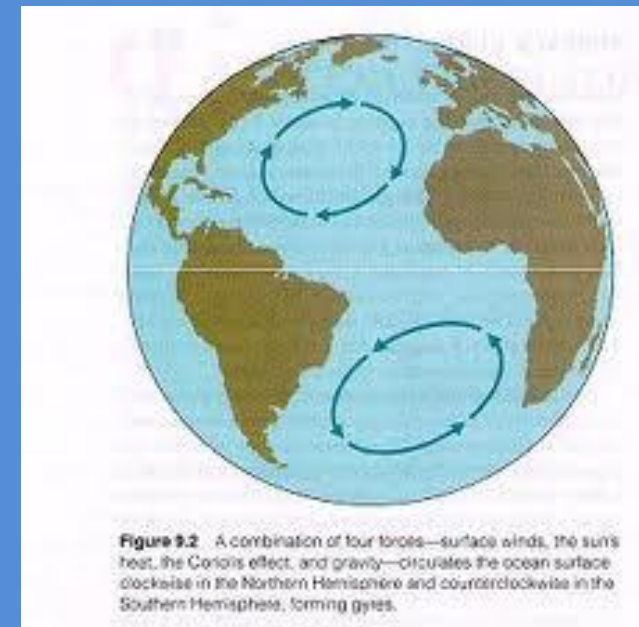 Figure 9.2 A combination of four forces—surface winds, the sun's
heat, the Coriolis effect, and gravity—circulates the ocean surface
clockwise in the Northern Hemisphere and counterclockwise in the
Southern Hemisphere, forming gyres.